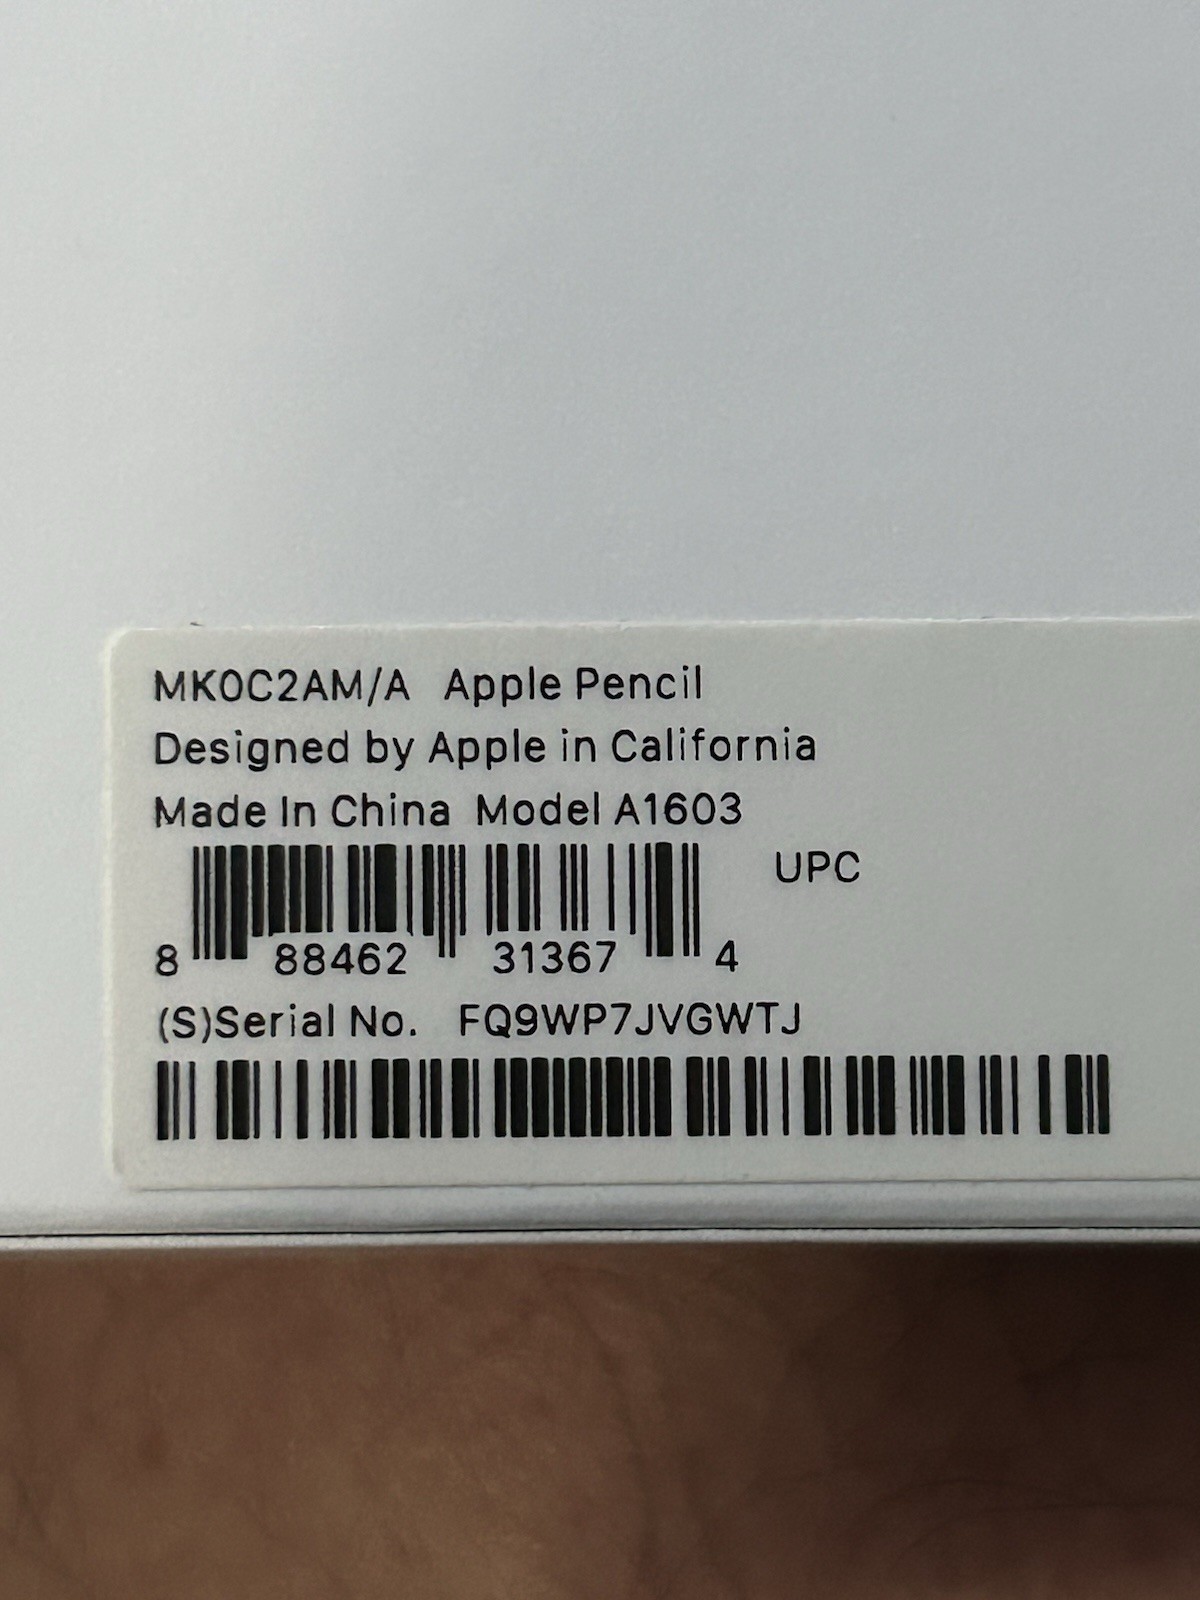 MK0C2AM/A Apple Pencil
Designed by Apple in California
Made In China Model A1603
UPC
8 88462 31367 4
(S)Serial No. FQ9WP7JVGWTJ